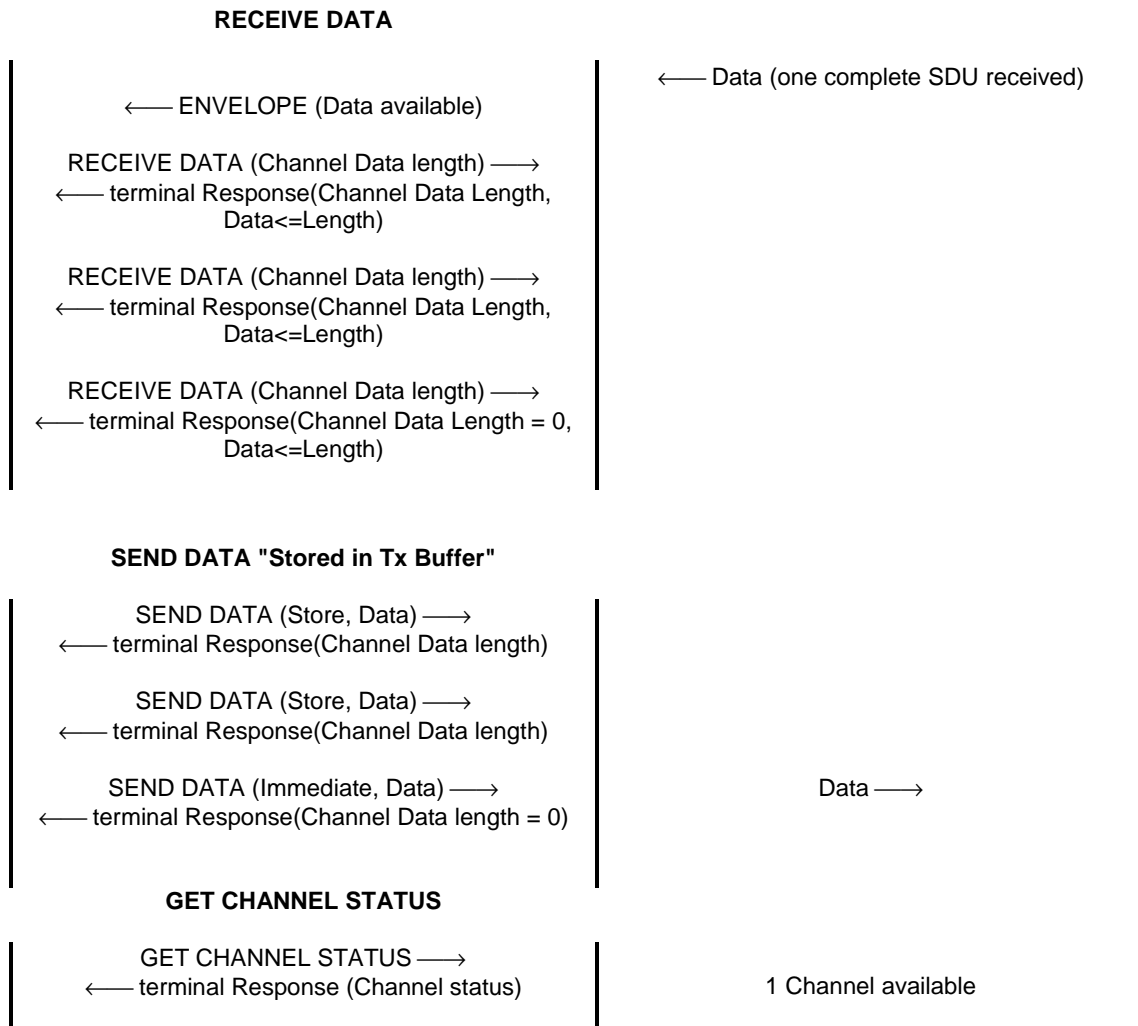 RECEIVE DATA
⟵ Data (one complete SDU received)
⟵ ENVELOPE (Data available)
RECEIVE DATA (Channel Data length) ⟶
⟵ terminal Response(Channel Data Length,
Data<=Length)
RECEIVE DATA (Channel Data length) ⟶
⟵ terminal Response(Channel Data Length,
Data<=Length)
RECEIVE DATA (Channel Data length) ⟶
⟵ terminal Response(Channel Data Length = 0,
Data<=Length)
SEND DATA "Stored in Tx Buffer"
SEND DATA (Store, Data) ⟶
⟵ terminal Response(Channel Data length)
SEND DATA (Store, Data) ⟶
⟵ terminal Response(Channel Data length)
SEND DATA (Immediate, Data) ⟶
Data ⟶
⟵ terminal Response(Channel Data length = 0)
GET CHANNEL STATUS
GET CHANNEL STATUS ⟶
⟵ terminal Response (Channel status)
1 Channel available